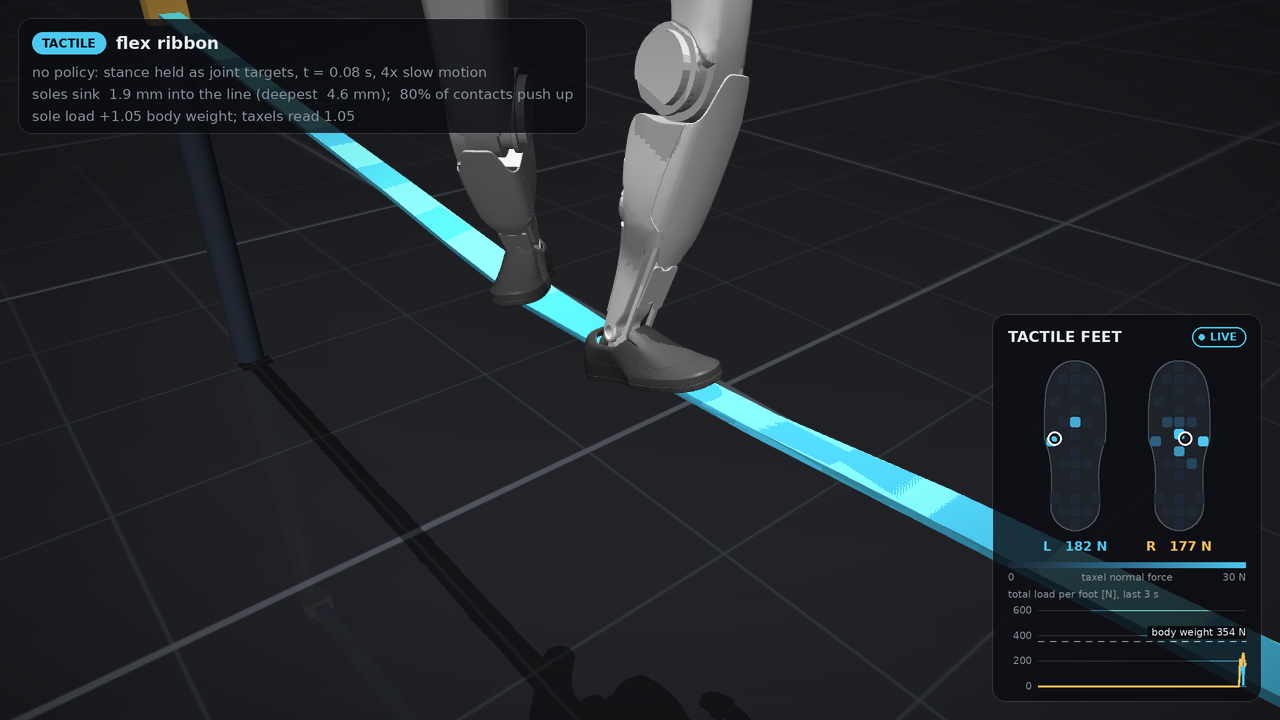 TACTILE flex ribbon
no policy: stance held as joint targets, t = 0.08 s, 4x slow motion
soles sink  1.9 mm into the line (deepest  4.6 mm);  80% of contacts push up
sole load +1.05 body weight; taxels read 1.05
TACTILE FEET LIVE
L 182 N R 177 N
0 taxel normal force 30 N
total load per foot [N], last 3 s
600
400 body weight 354 N
200
0